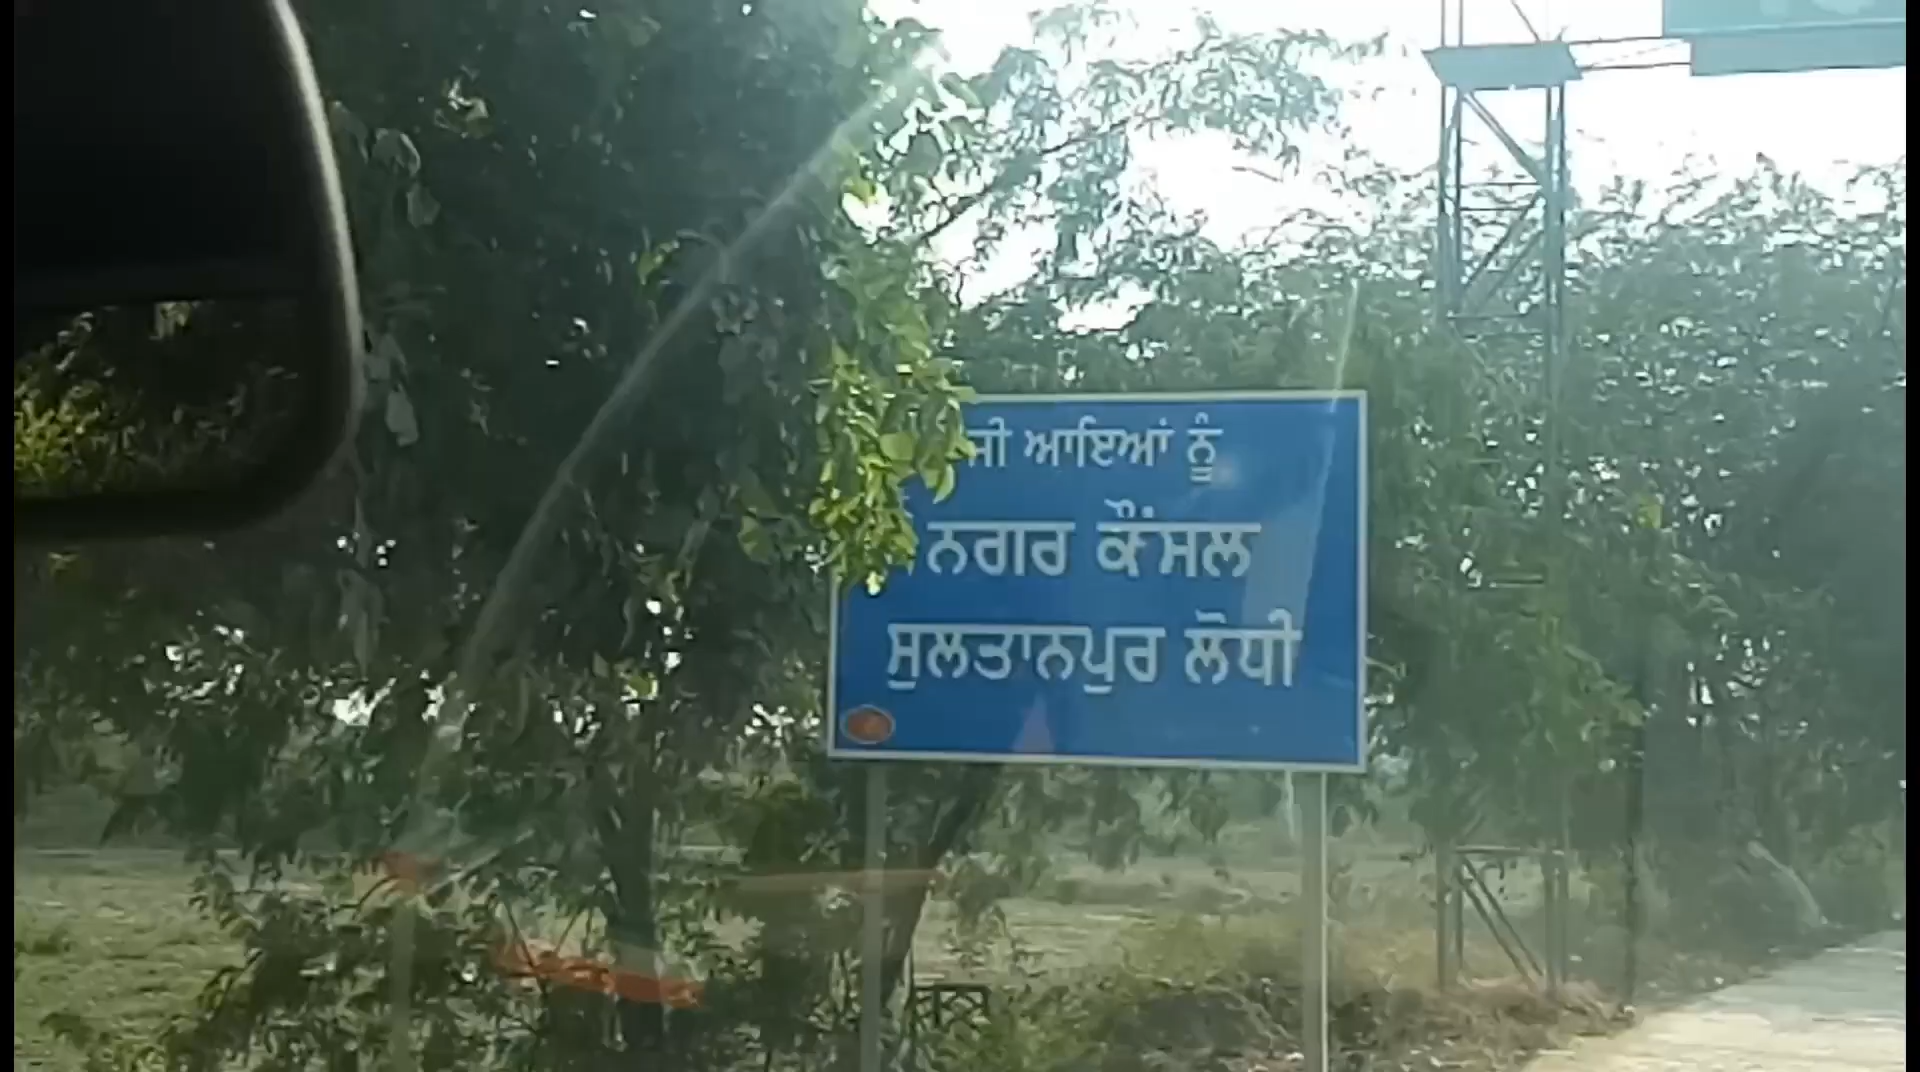 ਜੀ ਆਇਆਂ ਨੂੰ
ਨਗਰ ਕੌਂਸਲ
ਸੁਲਤਾਨਪੁਰ ਲੋਧੀ